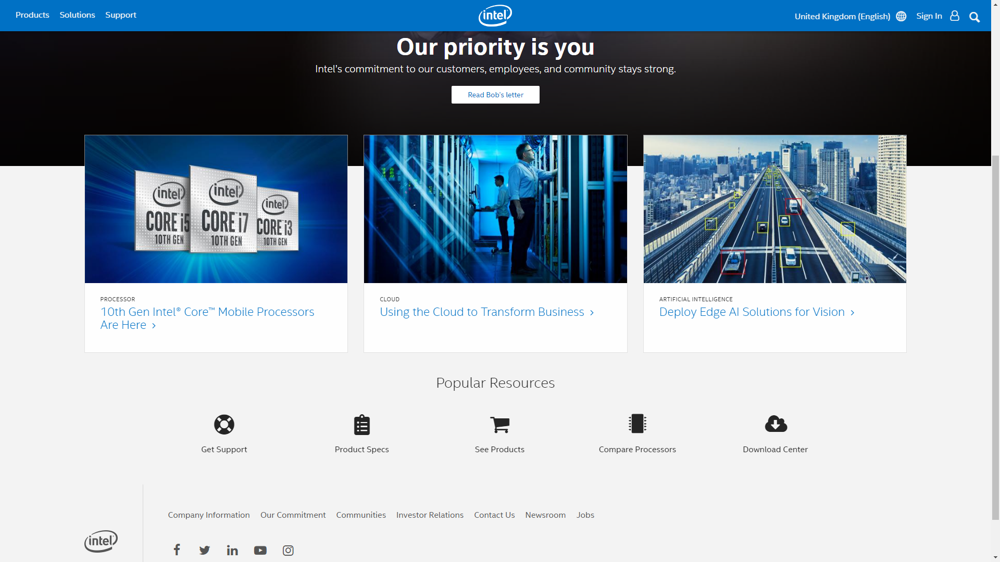 Products Solutions Support
intel
United Kingdom (English) Sign In
Our priority is you
Intel's commitment to our customers, employees, and community stays strong.
Read Bob's letter
intel CORE i5 10TH GEN
intel CORE i7 10TH GEN
intel CORE i3 10TH GEN
PROCESSOR
10th Gen Intel® Core™ Mobile Processors
Are Here >
CLOUD
Using the Cloud to Transform Business >
ARTIFICIAL INTELLIGENCE
Deploy Edge AI Solutions for Vision >
Popular Resources
Get Support
Product Specs
See Products
Compare Processors
Download Center
Company Information Our Commitment Communities Investor Relations Contact Us Newsroom Jobs
intel